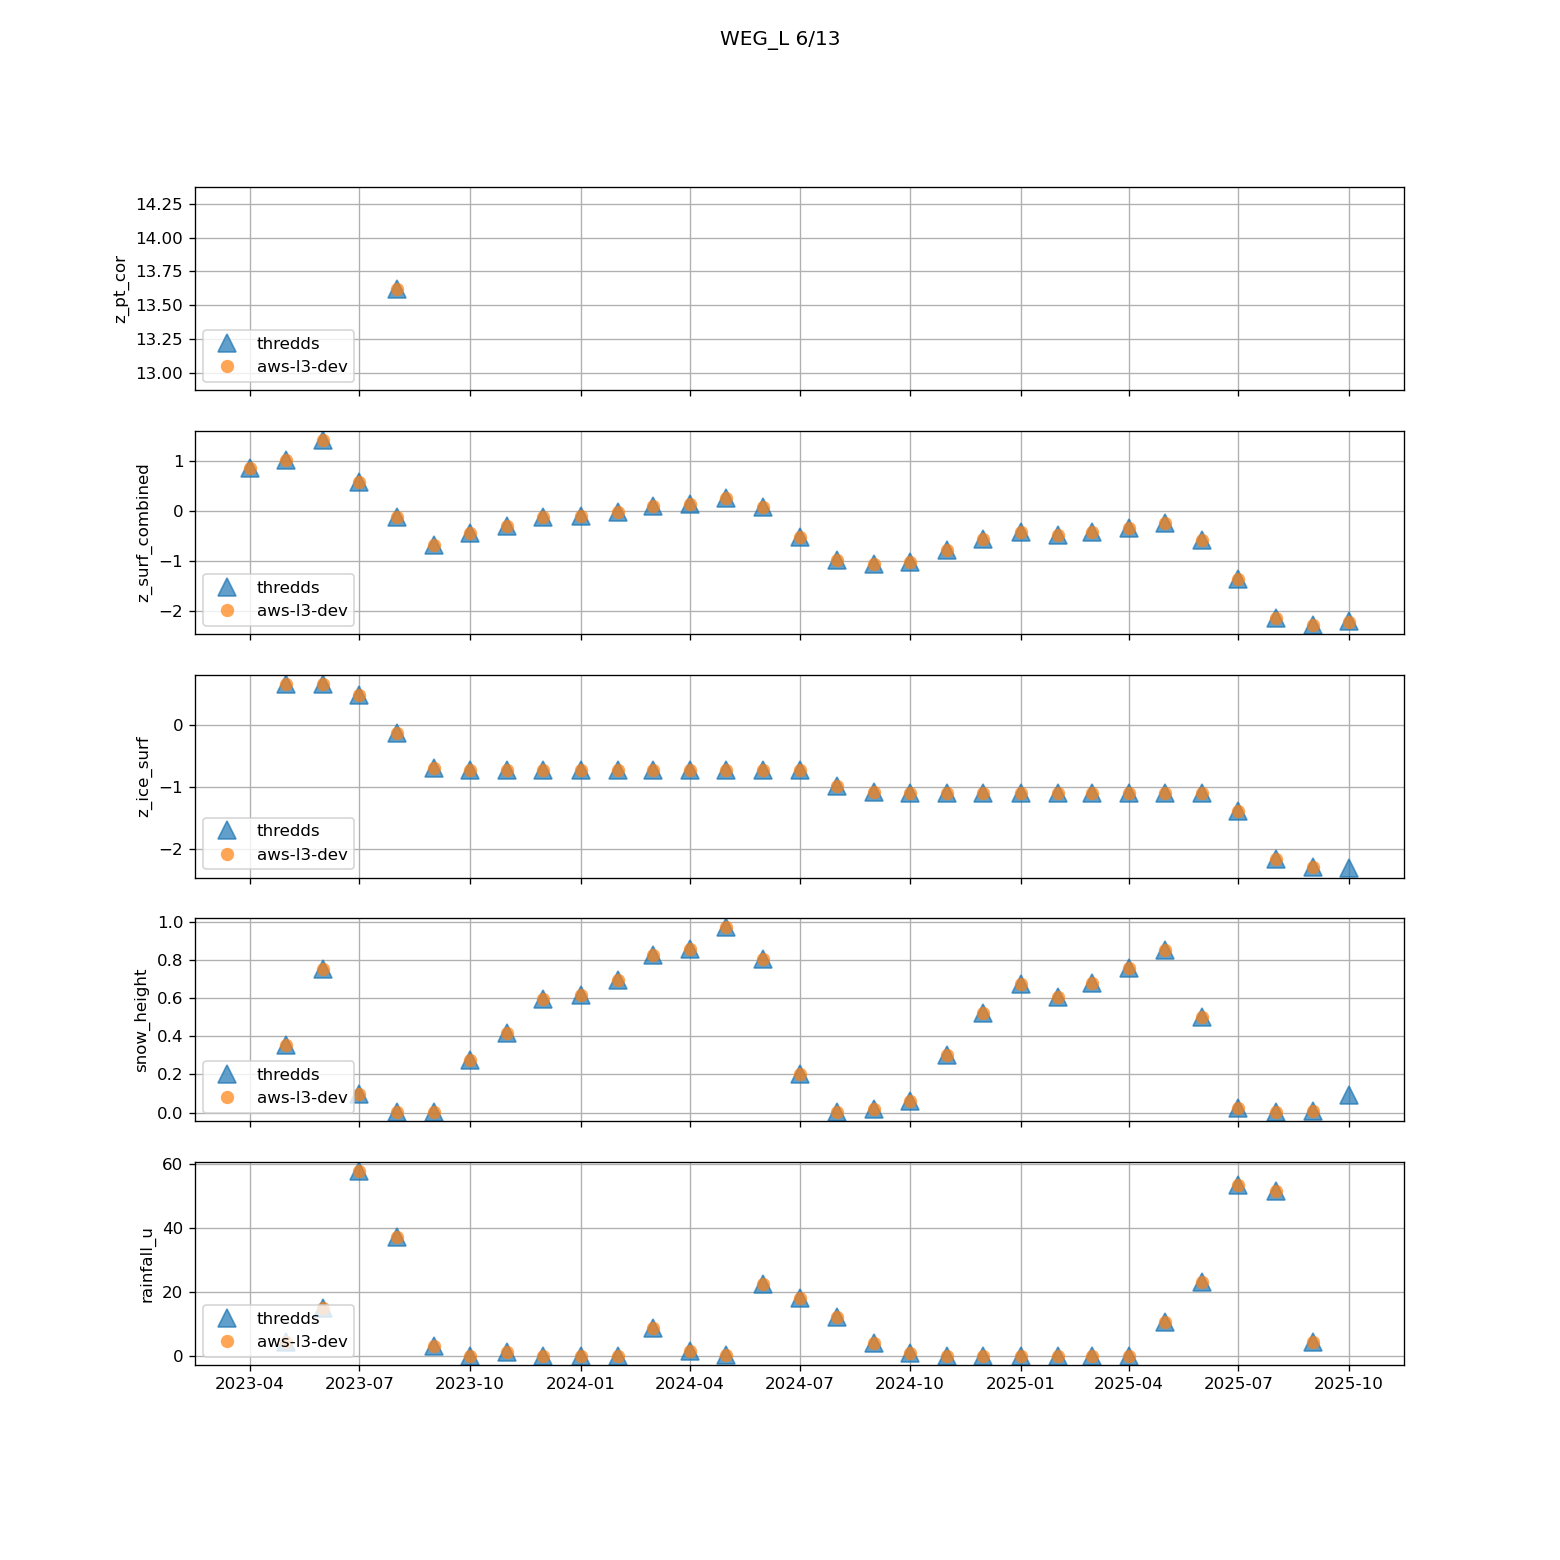 WEG_L 6/13
14.25
14.00
13.75
13.50
13.25
13.00
z_pt_cor
thredds
aws-l3-dev
1
0
−1
−2
z_surf_combined
thredds
aws-l3-dev
0
−1
−2
z_ice_surf
thredds
aws-l3-dev
1.0
0.8
0.6
0.4
0.2
0.0
snow_height
thredds
aws-l3-dev
60
40
20
0
rainfall_u
thredds
aws-l3-dev
2023-04 2023-07 2023-10 2024-01 2024-04 2024-07 2024-10 2025-01 2025-04 2025-07 2025-10